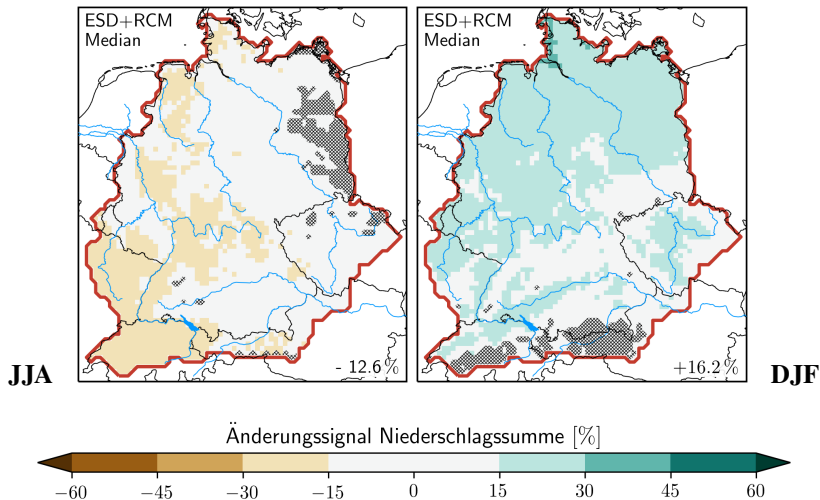 ESD+RCM
Median
- 12.6%
ESD+RCM
Median
+16.2%
JJA
DJF
Änderungssignal Niederschlagssumme [%]
−60 −45 −30 −15 0 15 30 45 60